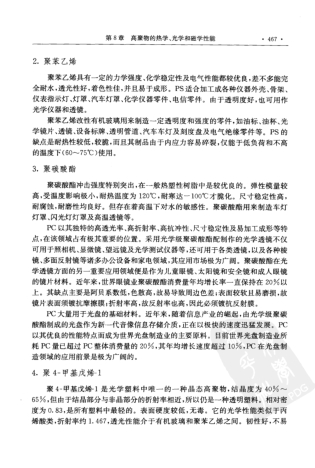 第8章 高聚物的热学、光学和磁学性能 ·467·
2. 聚苯乙烯
聚苯乙烯具有一定的力学强度、化学稳定性及电气性能都较优良,差不多能完
全耐水,透光性好,着色性佳,并且易于成形。PS适合加工成各种仪器外壳、骨架、
仪表指示灯、灯罩、汽车灯罩、化学仪器零件、电信零件。由于透明度好,也可用作
光学仪器零件。
聚苯乙烯改性有机玻璃用来制造一定透明度和强度的零件,如油标、油杯、光
学镜片、透镜、设备标牌、透明管道、汽车车灯及刻度盘及电气绝缘零件等。PS的
缺点是耐热性能较低,较脆,而且其制品由于内应力容易碎裂,仅能于低负荷和不高
的温度下(60~75℃)使用。
3. 聚碳酸酯
聚碳酸酯冲击强度特别突出,在一般热塑性树脂中是较优良的。弹性模量较
高,受温度影响极小,耐热温度为120℃,耐寒达-100℃才脆化。尺寸稳定性高,
耐腐蚀,耐磨性均良好。但存在着高温下对水的敏感性。聚碳酸酯用来制造车灯
灯罩、闪光灯灯罩及高温透镜等。
PC以其独特的高透光率、高折射率、高抗冲性、尺寸稳定性及易加工成形等特
点,在该领域占有极其重要的位置。采用光学级聚碳酸酯制作的光学透镜不仅
可用于照相机、显微镜、望远镜及光学测试仪器等,还可用于各类以及各种棱
镜、多面反射镜等诸多办公设备和家电领域,其应用市场极为广阔。聚碳酸酯在光
学透镜方面的另一重要应用领域便是作为儿童眼镜、太阳镜和安全镜和成人眼镜
的镜片材料。近年来,世界眼镜业聚碳酸酯消费量年均增长率一直保持在20%以
上。其缺点主要是阿贝系数低,色散高,故易导致周边色差;表面较软且易磨损,故
镜片表面须镀抗摩擦膜;折射率高,故反射率也高,因此必须镀抗反射膜。
PC大量用于光盘的基础材料。近年来,随着信息产业的崛起,由光学级聚碳
酸酯制成的光盘作为新一代音像信息存储介质,正在以极快的速度迅猛发展。PC
以其优良的性能特点而成为世界光盘制造业的主要原料。目前世界光盘制造业所
耗PC量已超过PC整体消费量的20%,其年均增长速度超过10%,PC在光盘制
造领域的应用前景是极为广阔的。
4. 聚4-甲基戊烯-1
聚4-甲基戊烯-1是光学塑料中唯一的一种晶态高聚物,结晶度为40%~
65%,但由于结晶部分与非晶部分的折射率相近,所以仍是一种透明塑料。相对密
度为0.83,是所有塑料中最轻的。表面硬度较低,无毒。它的光学性能类似于丙
烯酸类,折射率约1.467,透光性介于有机玻璃和聚苯乙烯之间。韧性好,不易